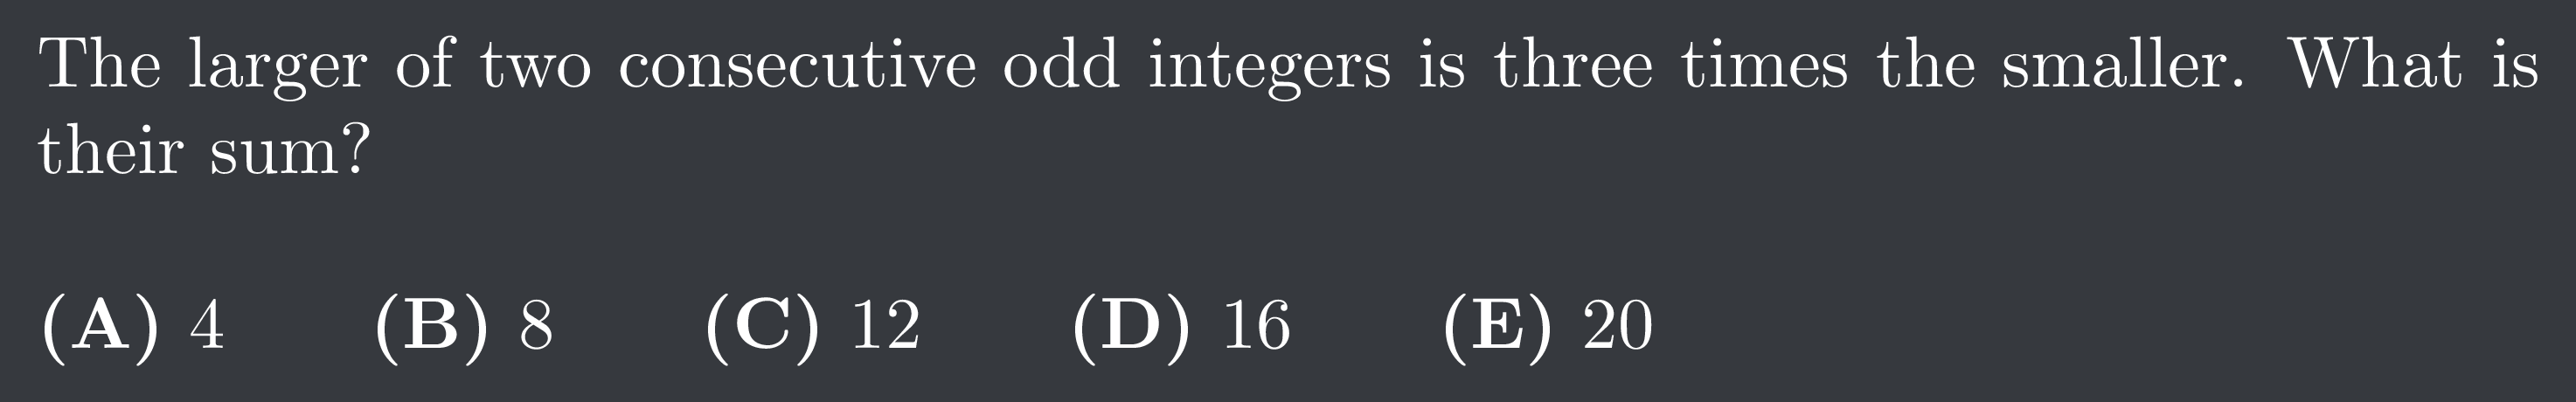 The larger of two consecutive odd integers is three times the smaller. What is
their sum?
(A) 4 (B) 8 (C) 12 (D) 16 (E) 20